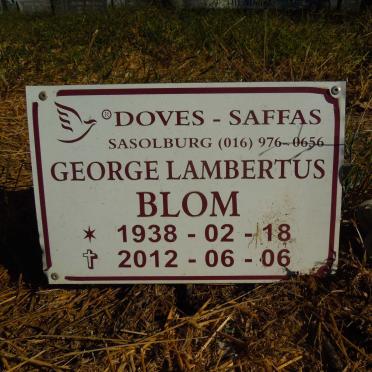 ® DOVES - SAFFAS
SASOLBURG (016) 976-0656
GEORGE LAMBERTUS
BLOM
1938 - 02 - 18
2012 - 06 - 06